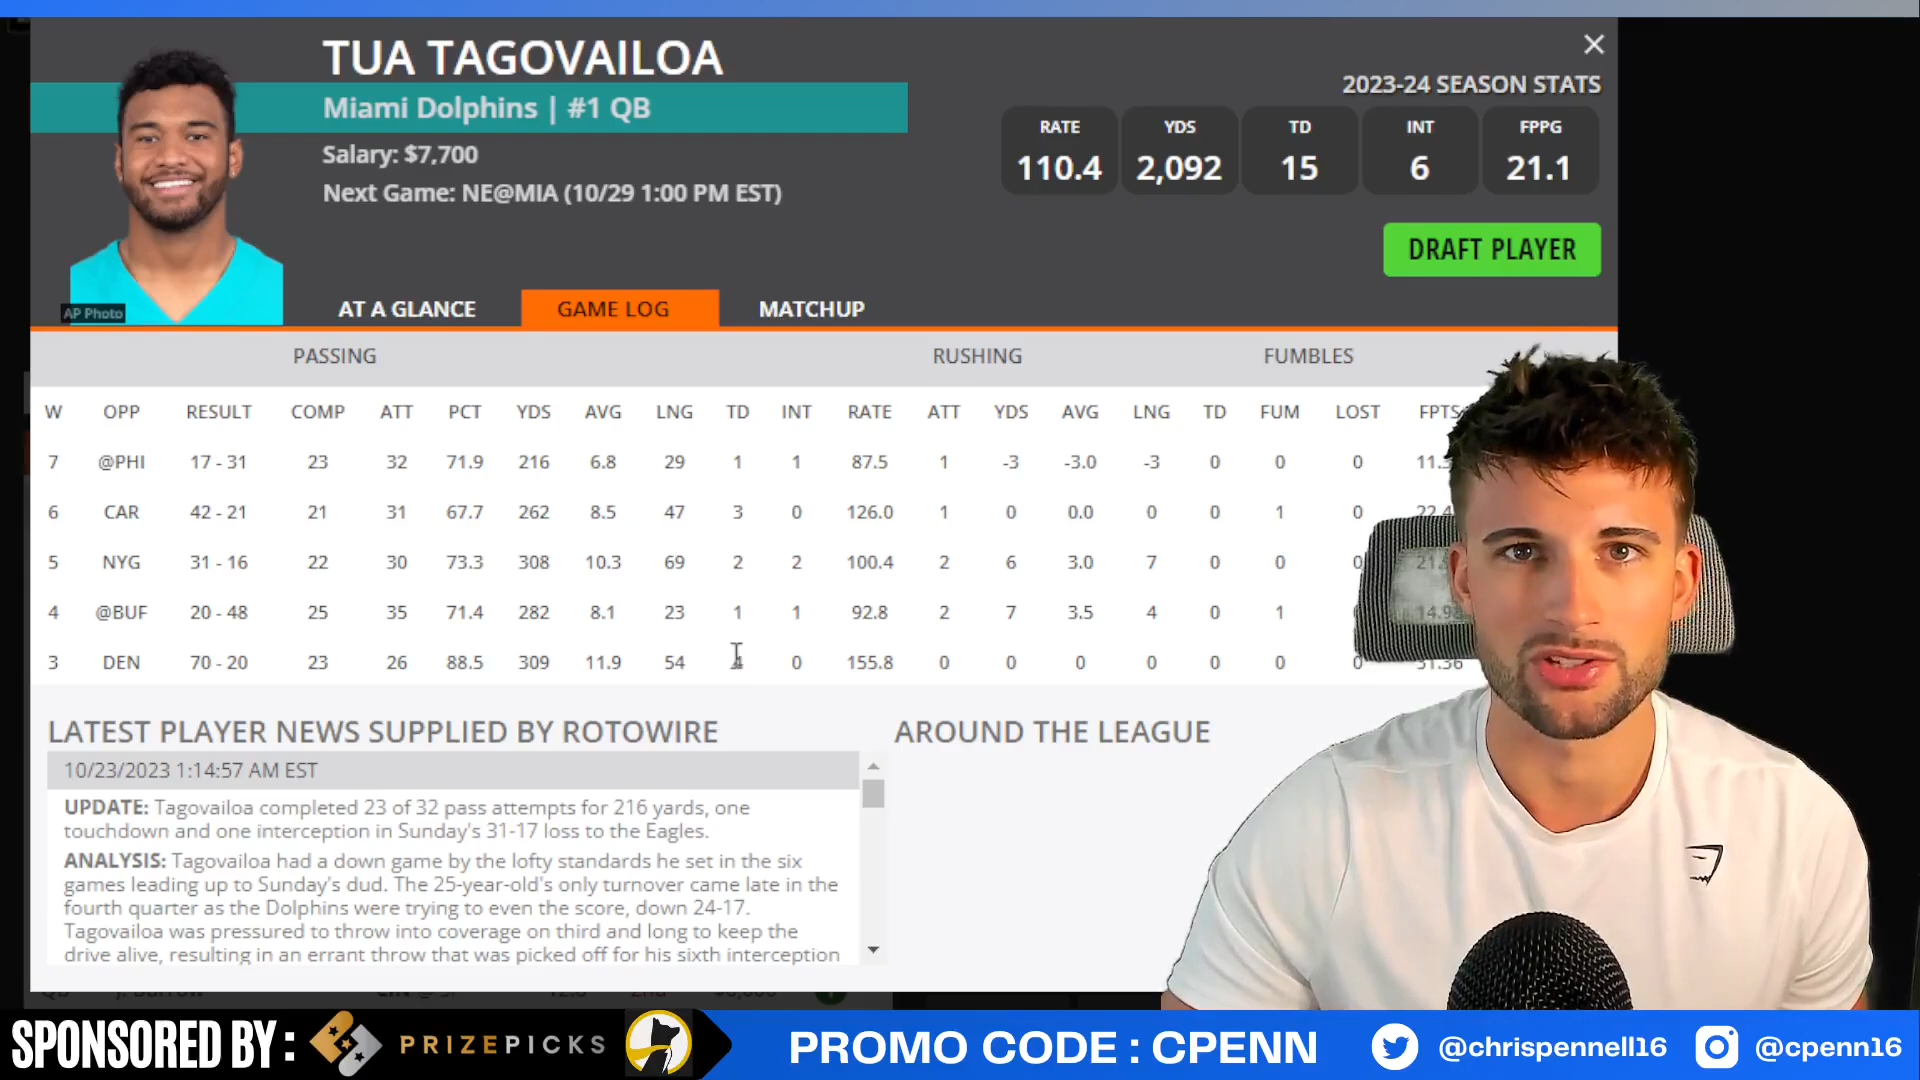 TUA TAGOVAILOA
Miami Dolphins | #1 QB
Salary: $7,700
Next Game: NE@MIA (10/29 1:00 PM EST)
AP Photo
2023-24 SEASON STATS
RATE YDS TD INT FPPG
110.4 2,092 15 6 21.1
DRAFT PLAYER
AT A GLANCE GAME LOG MATCHUP
PASSING RUSHING FUMBLES
W OPP RESULT COMP ATT PCT YDS AVG LNG TD INT RATE ATT YDS AVG LNG TD FUM LOST FPTS
7 @PHI 17 - 31 23 32 71.9 216 6.8 29 1 1 87.5 1 -3 -3.0 -3 0 0 0
6 CAR 42 - 21 21 31 67.7 262 8.5 47 3 0 126.0 1 0 0.0 0 0 1 0
5 NYG 31 - 16 22 30 73.3 308 10.3 69 2 2 100.4 2 6 3.0 7 0 0 0
4 @BUF 20 - 48 25 35 71.4 282 8.1 23 1 1 92.8 2 7 3.5 4 0 1
3 DEN 70 - 20 23 26 88.5 309 11.9 54 4 0 155.8 0 0 0 0 0 0 0
LATEST PLAYER NEWS SUPPLIED BY ROTOWIRE
10/23/2023 1:14:57 AM EST
UPDATE: Tagovailoa completed 23 of 32 pass attempts for 216 yards, one
touchdown and one interception in Sunday's 31-17 loss to the Eagles.
ANALYSIS: Tagovailoa had a down game by the lofty standards he set in the six
games leading up to Sunday's dud. The 25-year-old's only turnover came late in the
fourth quarter as the Dolphins were trying to even the score, down 24-17.
Tagovailoa was pressured to throw into coverage on third and long to keep the
drive alive, resulting in an errant throw that was picked off for his sixth interception
AROUND THE LEAGUE
SPONSORED BY : PRIZEPICKS
PROMO CODE : CPENN
@chrispennell16
@cpenn16